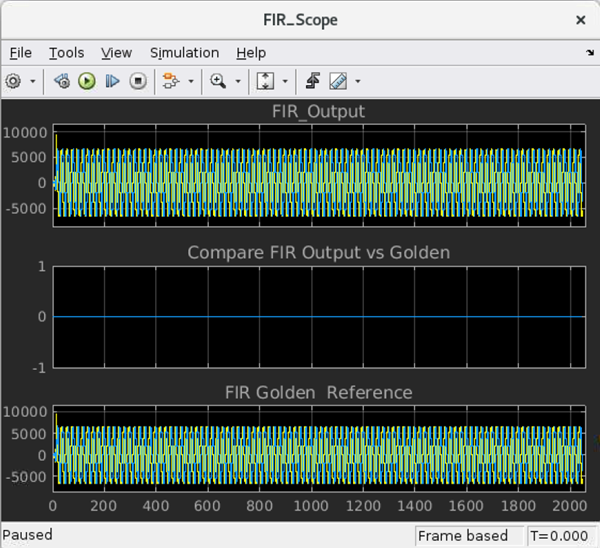 FIR_Scope ×
File Tools View Simulation Help
FIR_Output
10000
5000
0
-5000
Compare FIR Output vs Golden
1
0
-1
FIR Golden Reference
10000
5000
0
-5000
0 200 400 600 800 1000 1200 1400 1600 1800 2000
Paused Frame based T=0.000